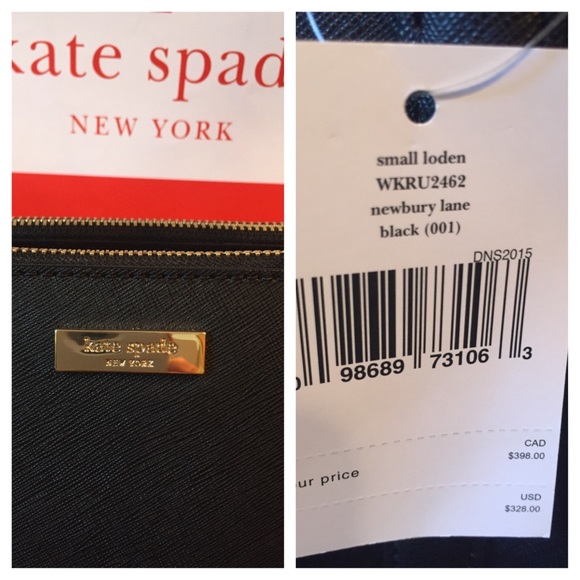 kate spad
NEW YORK
kate spade
NEW YORK
small loden
WKRU2462
newbury lane
black (001)
DNS2015
98689 73106 3
CAD
$398.00
price
USD
$328.00